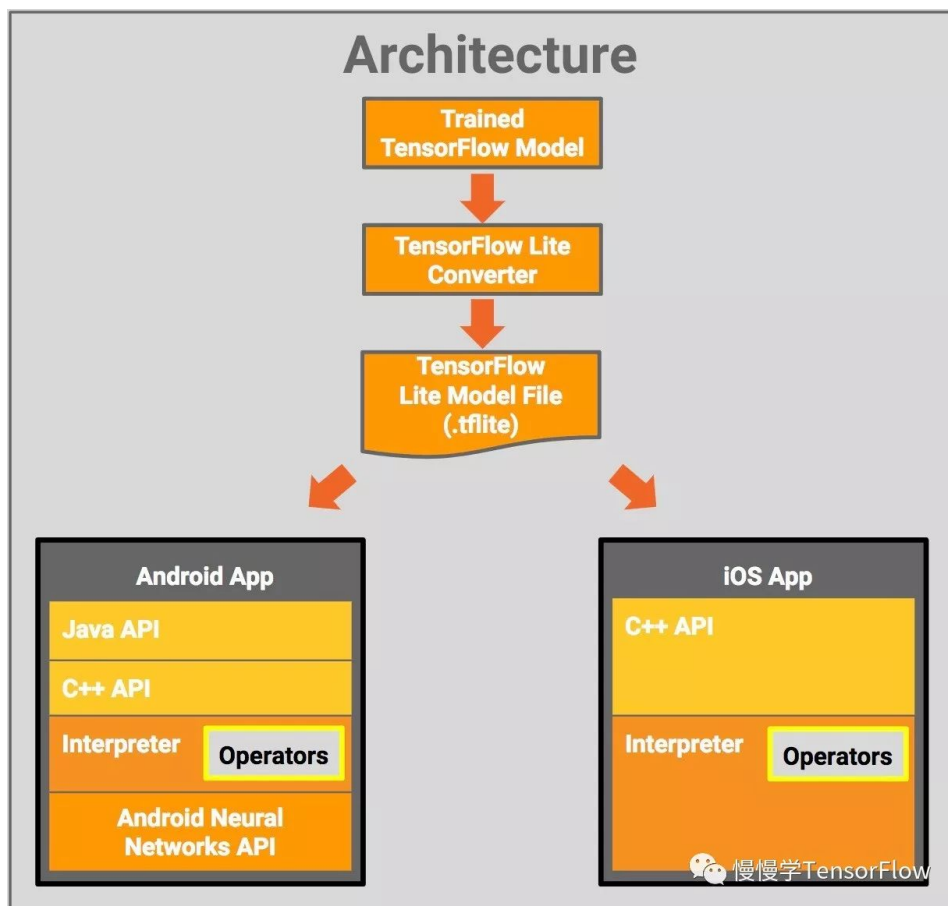 Architecture
Trained
TensorFlow Model
TensorFlow Lite
Converter
TensorFlow
Lite Model File
(.tflite)
Android App
Java API
C++ API
Interpreter
Operators
Android Neural
Networks API
iOS App
C++ API
Interpreter
Operators
慢慢学TensorFlow